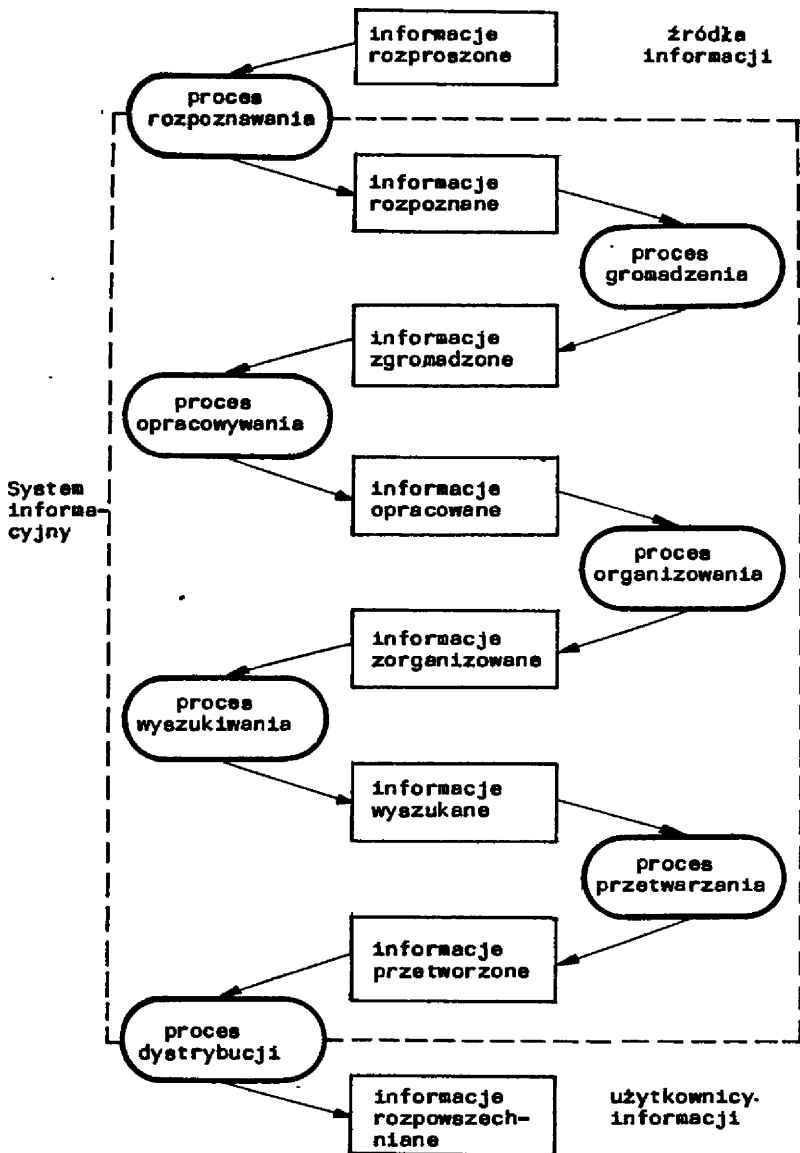 informacje
rozproszone
źródła
informacji
proces
rozpoznawania
informacje
rozpoznane
proces
gromadzenia
informacje
zgromadzone
proces
opracowywania
System
informa-
cyjny
informacje
opracowane
proces
organizowania
informacje
zorganizowane
proces
wyszukiwania
informacje
wyszukane
proces
przetwarzania
informacje
przetworzone
proces
dystrybucji
informacje
rozpowszech-
niane
użytkownicy
informacji